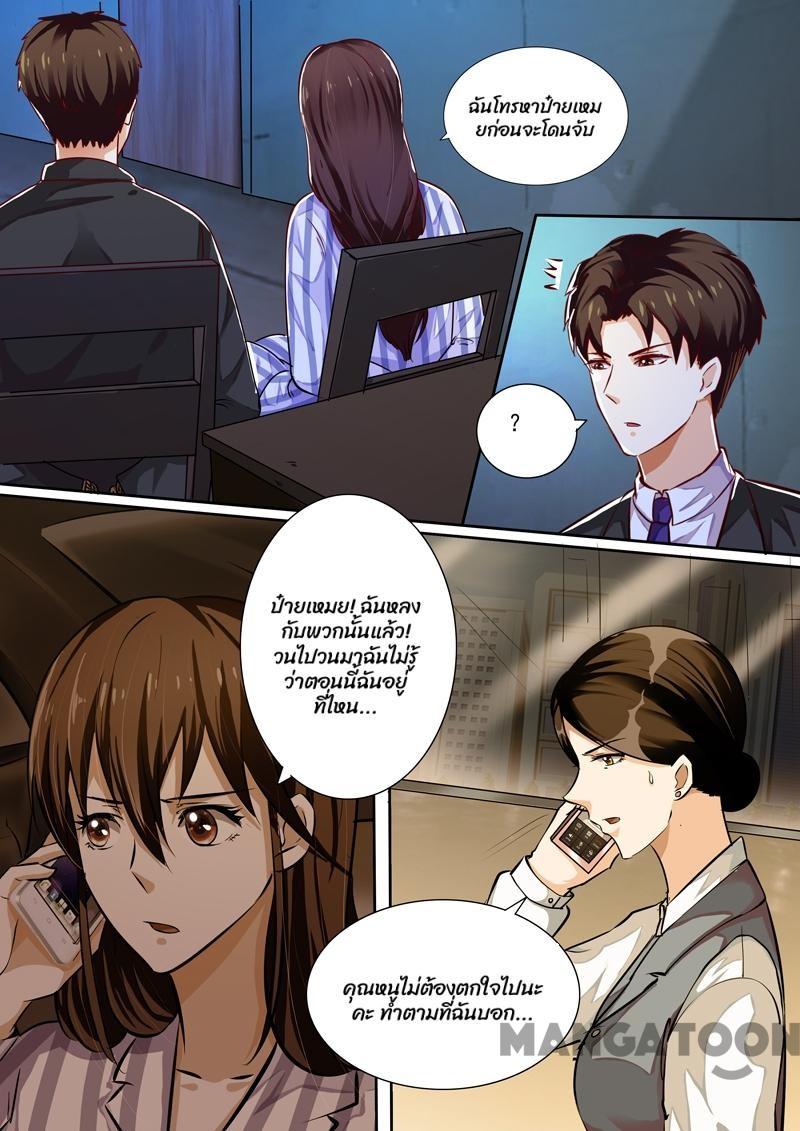 ฉันโทรหาป๋ายเหม
ยก่อนจะโดนจับ
?
ป๋ายเหมย! ฉันหลง
กับพวกนั้นแล้ว!
วนไปวนมาฉันไม่รู้
ว่าตอนนี้ฉันอยู่
ที่ไหน...
คุณหนูไม่ต้องตกใจไปนะ
คะ ทำตามที่ฉันบอก...
MANGATOON